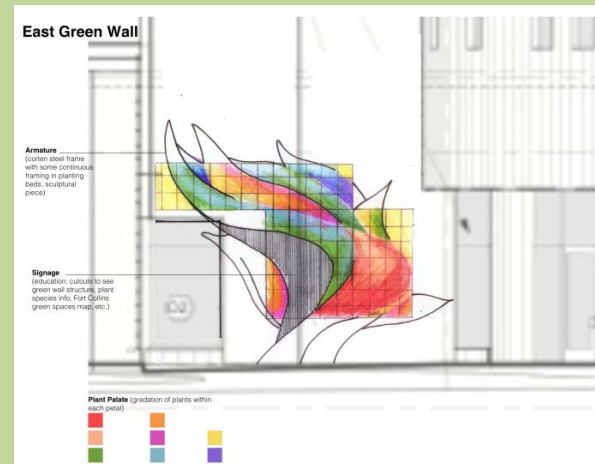 East Green Wall
Armature
(corten steel frame
with some continuous
framing in planting
beds, sculptural
piece)
Signage
(education: cutouts to see
green wall structure, plant
species info, Fort Collins
green spaces map, etc.)
Plant Palate (gradation of plants within
each petal)